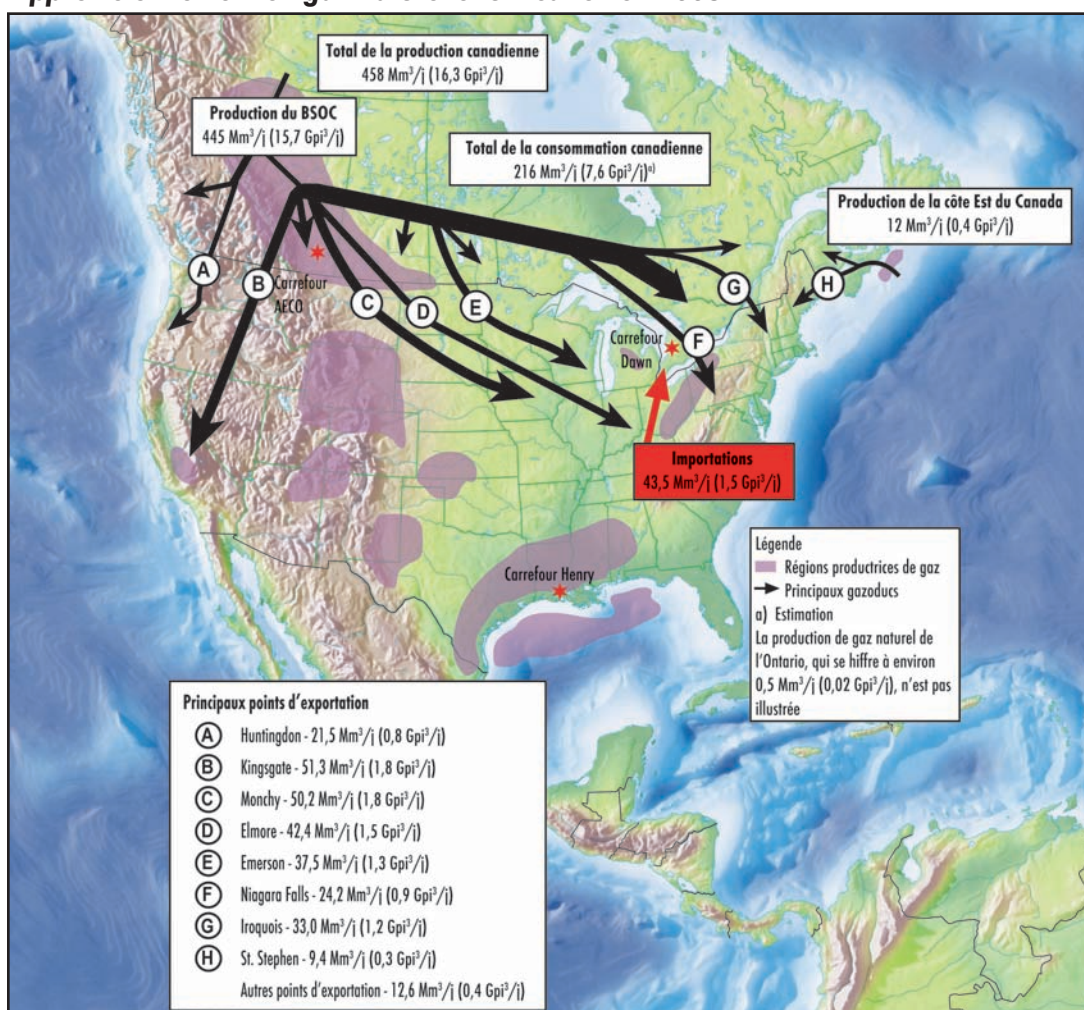 Total de la production canadienne
458 Mm³/j (16,3 Gpi³/j)
Production du BSOC
445 Mm³/j (15,7 Gpi³/j)
Total de la consommation canadienne
216 Mm³/j (7,6 Gpi³/j)ᵃ⁾
Production de la côte Est du Canada
12 Mm³/j (0,4 Gpi³/j)
A
B
C
D
E
F
G
H
Carrefour
AECO
Carrefour
Dawn
Importations
43,5 Mm³/j (1,5 Gpi³/j)
Carrefour Henry
Légende
Régions productrices de gaz
Principaux gazoducs
a) Estimation
La production de gaz naturel de
l'Ontario, qui se hiffre à environ
0,5 Mm³/j (0,02 Gpi³/j), n'est pas
illustrée
Principaux points d'exportation
A Huntingdon - 21,5 Mm³/j (0,8 Gpi³/j)
B Kingsgate - 51,3 Mm³/j (1,8 Gpi³/j)
C Monchy - 50,2 Mm³/j (1,8 Gpi³/j)
D Elmore - 42,4 Mm³/j (1,5 Gpi³/j)
E Emerson - 37,5 Mm³/j (1,3 Gpi³/j)
F Niagara Falls - 24,2 Mm³/j (0,9 Gpi³/j)
G Iroquois - 33,0 Mm³/j (1,2 Gpi³/j)
H St. Stephen - 9,4 Mm³/j (0,3 Gpi³/j)
Autres points d'exportation - 12,6 Mm³/j (0,4 Gpi³/j)